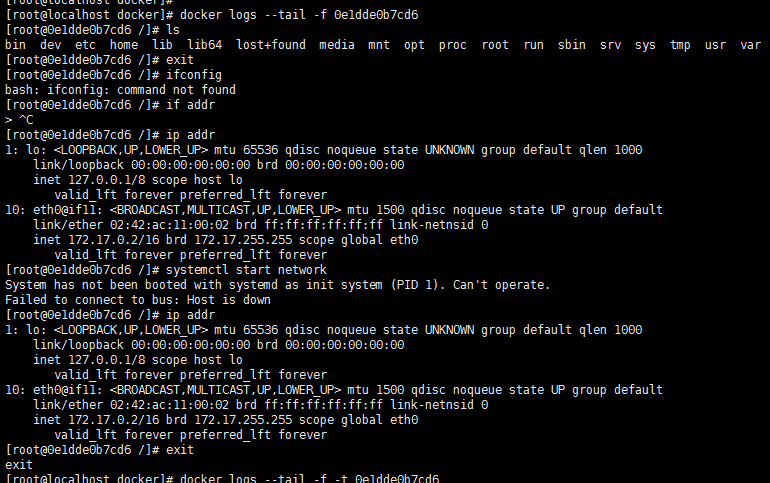 [root@localhost docker]#
[root@localhost docker]# docker logs --tail -f 0e1dde0b7cd6
[root@0e1dde0b7cd6 /]# ls
bin  dev  etc  home  lib  lib64  lost+found  media  mnt  opt  proc  root  run  sbin  srv  sys  tmp  usr  var
[root@0e1dde0b7cd6 /]# exit
[root@0e1dde0b7cd6 /]# ifconfig
bash: ifconfig: command not found
[root@0e1dde0b7cd6 /]# if addr
> ^C
[root@0e1dde0b7cd6 /]# ip addr
1: lo: <LOOPBACK,UP,LOWER_UP> mtu 65536 qdisc noqueue state UNKNOWN group default qlen 1000
    link/loopback 00:00:00:00:00:00 brd 00:00:00:00:00:00
    inet 127.0.0.1/8 scope host lo
       valid_lft forever preferred_lft forever
10: eth0@if11: <BROADCAST,MULTICAST,UP,LOWER_UP> mtu 1500 qdisc noqueue state UP group default
    link/ether 02:42:ac:11:00:02 brd ff:ff:ff:ff:ff:ff link-netnsid 0
    inet 172.17.0.2/16 brd 172.17.255.255 scope global eth0
       valid_lft forever preferred_lft forever
[root@0e1dde0b7cd6 /]# systemctl start network
System has not been booted with systemd as init system (PID 1). Can't operate.
Failed to connect to bus: Host is down
[root@0e1dde0b7cd6 /]# ip addr
1: lo: <LOOPBACK,UP,LOWER_UP> mtu 65536 qdisc noqueue state UNKNOWN group default qlen 1000
    link/loopback 00:00:00:00:00:00 brd 00:00:00:00:00:00
    inet 127.0.0.1/8 scope host lo
       valid_lft forever preferred_lft forever
10: eth0@if11: <BROADCAST,MULTICAST,UP,LOWER_UP> mtu 1500 qdisc noqueue state UP group default
    link/ether 02:42:ac:11:00:02 brd ff:ff:ff:ff:ff:ff link-netnsid 0
    inet 172.17.0.2/16 brd 172.17.255.255 scope global eth0
       valid_lft forever preferred_lft forever
[root@0e1dde0b7cd6 /]# exit
exit
[root@localhost docker]# docker logs --tail -f -t 0e1dde0b7cd6